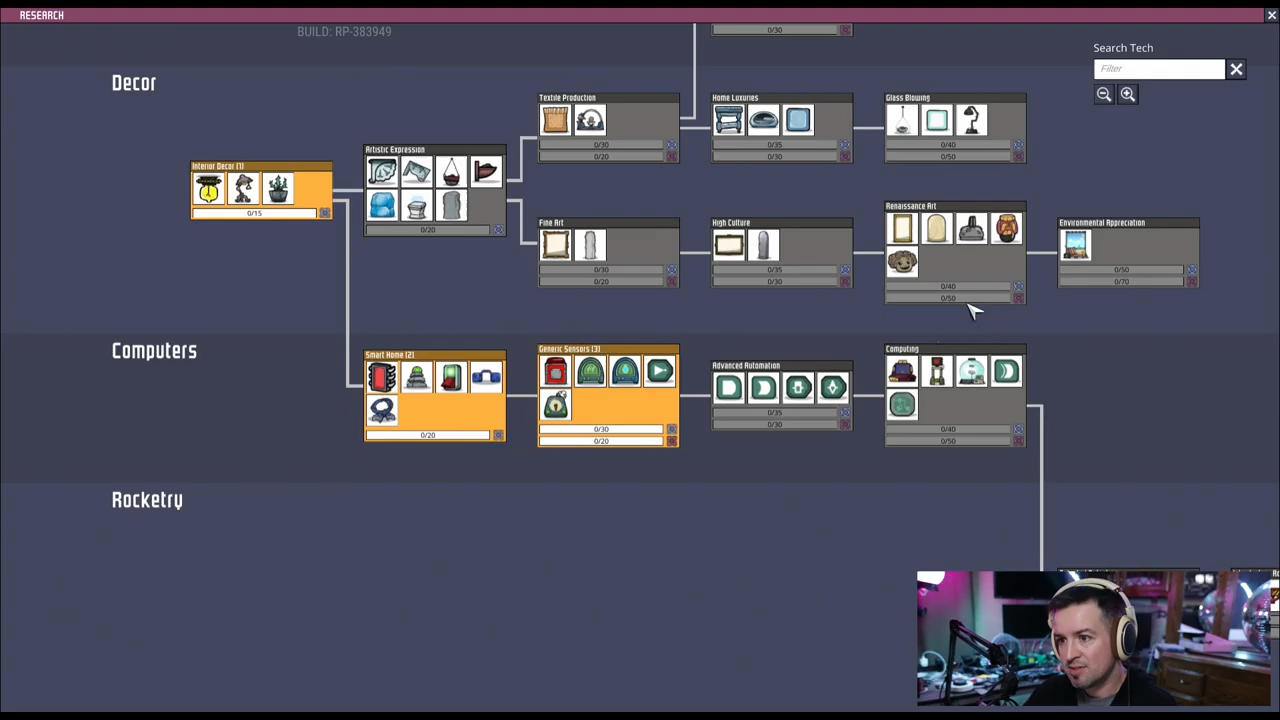 RESEARCH
BUILD: RP-383949
0/30
Search Tech
Filter
Decor
Textile Production
0/30
0/20
Home Luxuries
0/35
0/30
Glass Blowing
0/40
0/50
Interior Decor (1)
0/15
Artistic Expression
0/20
Fine Art
0/30
0/20
High Culture
0/35
0/30
Renaissance Art
0/40
0/50
Environmental Appreciation
0/50
0/70
Computers
Smart Home (2)
0/20
Generic Sensors (3)
0/30
0/20
Advanced Automation
0/35
0/30
Computing
0/40
0/50
Rocketry